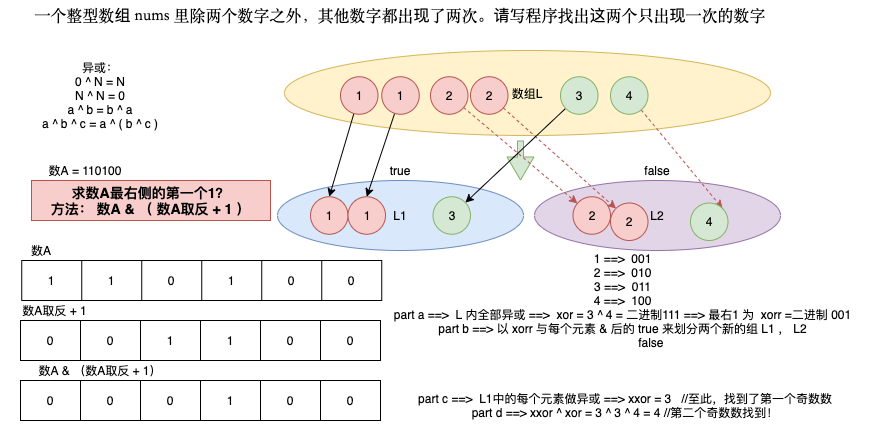 一个整型数组 nums 里除两个数字之外，其他数字都出现了两次。请写程序找出这两个只出现一次的数字
异或：
0 ^ N = N
N ^ N = 0
a ^ b = b ^ a
a ^ b ^ c = a ^ ( b ^ c )
1 1 2 2 数组L 3 4
数A = 110100
求数A最右侧的第一个1?
方法： 数A & （ 数A取反 + 1 ）
true false
1 1 L1 3
2 2 L2 4
数A
1 1 0 1 0 0
数A取反 + 1
0 0 1 1 0 0
数A & （数A取反 + 1）
0 0 0 1 0 0
1 ==> 001
2 ==> 010
3 ==> 011
4 ==> 100
part a ==> L 内全部异或 ==> xor = 3 ^ 4 = 二进制111 ==> 最右1 为 xorr =二进制 001
part b ==> 以 xorr 与每个元素 & 后的 true 来划分两个新的组 L1 ， L2
false
part c ==> L1中的每个元素做异或 ==> xxor = 3 //至此，找到了第一个奇数数
part d ==> xxor ^ xor = 3 ^ 3 ^ 4 = 4 //第二个奇数数找到！